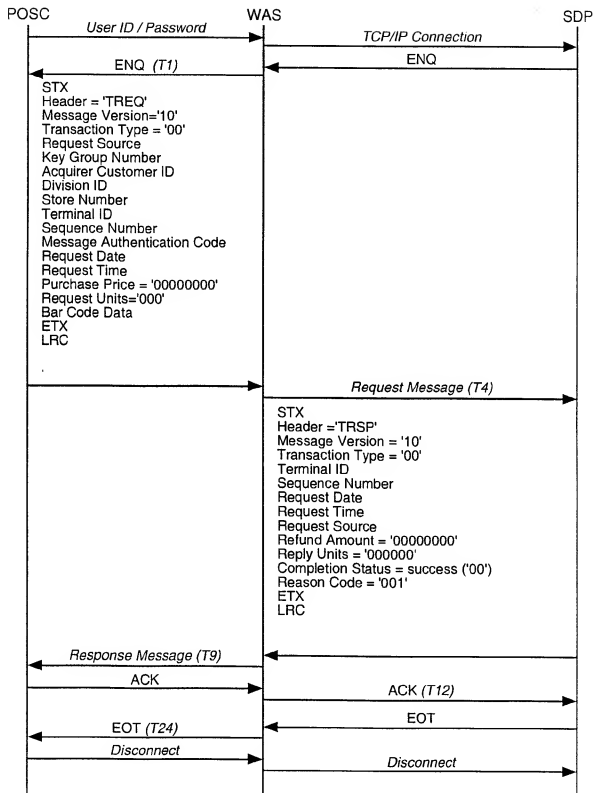 POSC WAS SDP
User ID / Password
TCP/IP Connection
ENQ (T1)
ENQ
STX
Header = 'TREQ'
Message Version='10'
Transaction Type = '00'
Request Source
Key Group Number
Acquirer Customer ID
Division ID
Store Number
Terminal ID
Sequence Number
Message Authentication Code
Request Date
Request Time
Purchase Price = '00000000'
Request Units='000'
Bar Code Data
ETX
LRC
Request Message (T4)
STX
Header ='TRSP'
Message Version = '10'
Transaction Type = '00'
Terminal ID
Sequence Number
Request Date
Request Time
Request Source
Refund Amount = '00000000'
Reply Units = '000000'
Completion Status = success ('00')
Reason Code = '001'
ETX
LRC
Response Message (T9)
ACK
ACK (T12)
EOT
EOT (T24)
Disconnect
Disconnect